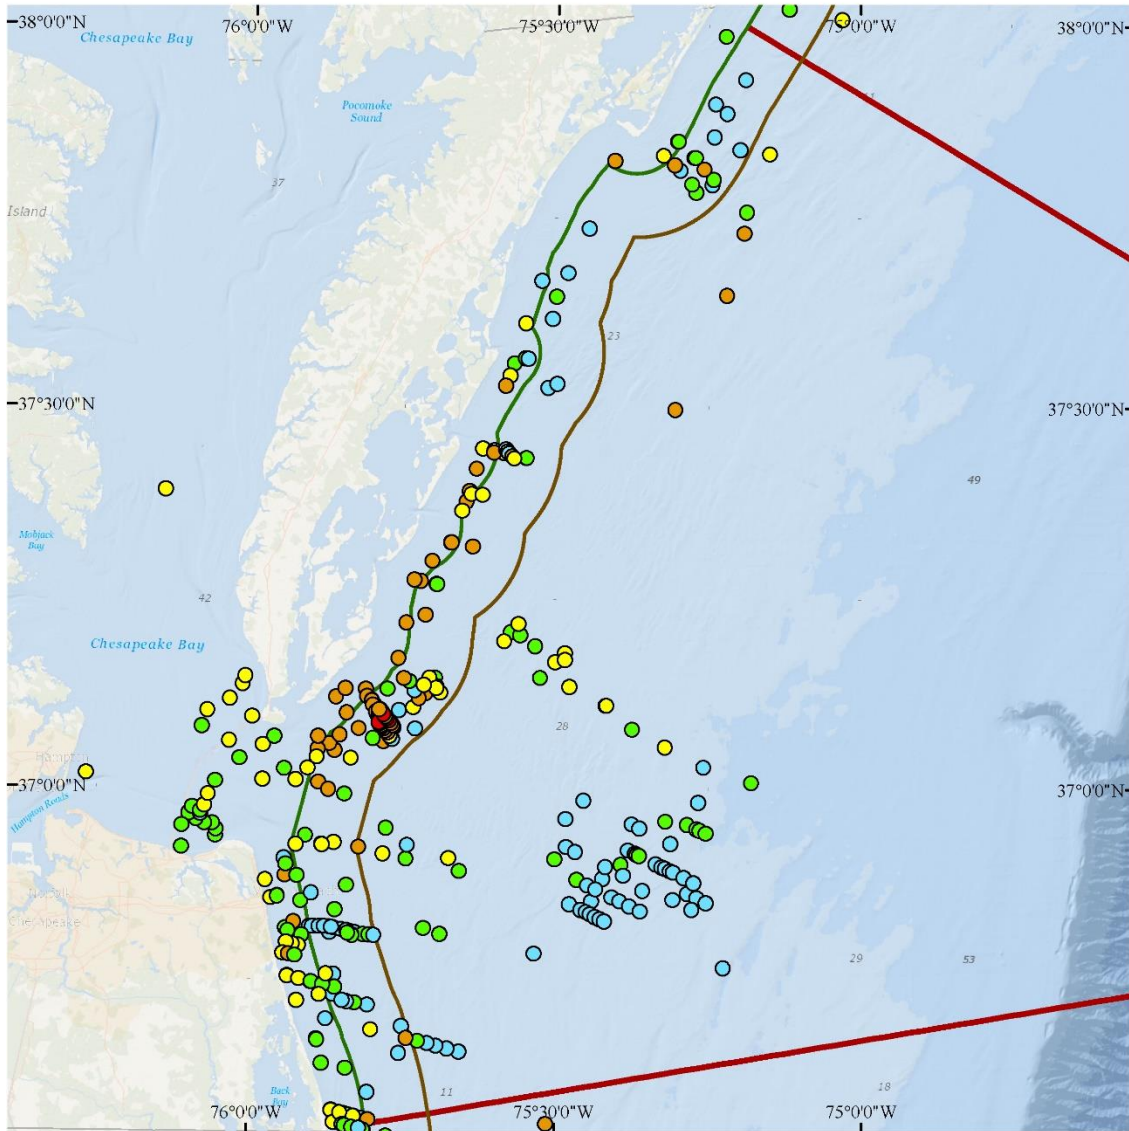 38°0'0"N
76°0'0"W
75°30'0"W
75°0'0"W
38°0'0"N
Chesapeake Bay
Pocomoke
Sound
37
Island
23
37°30'0"N
37°30'0"N
49
Mobjack
Bay
42
Chesapeake Bay
28
37°0'0"N
37°0'0"N
Hampton Roads
Chesapeake
29
53
Back
Bay
11
18
76°0'0"W
75°30'0"W
75°0'0"W